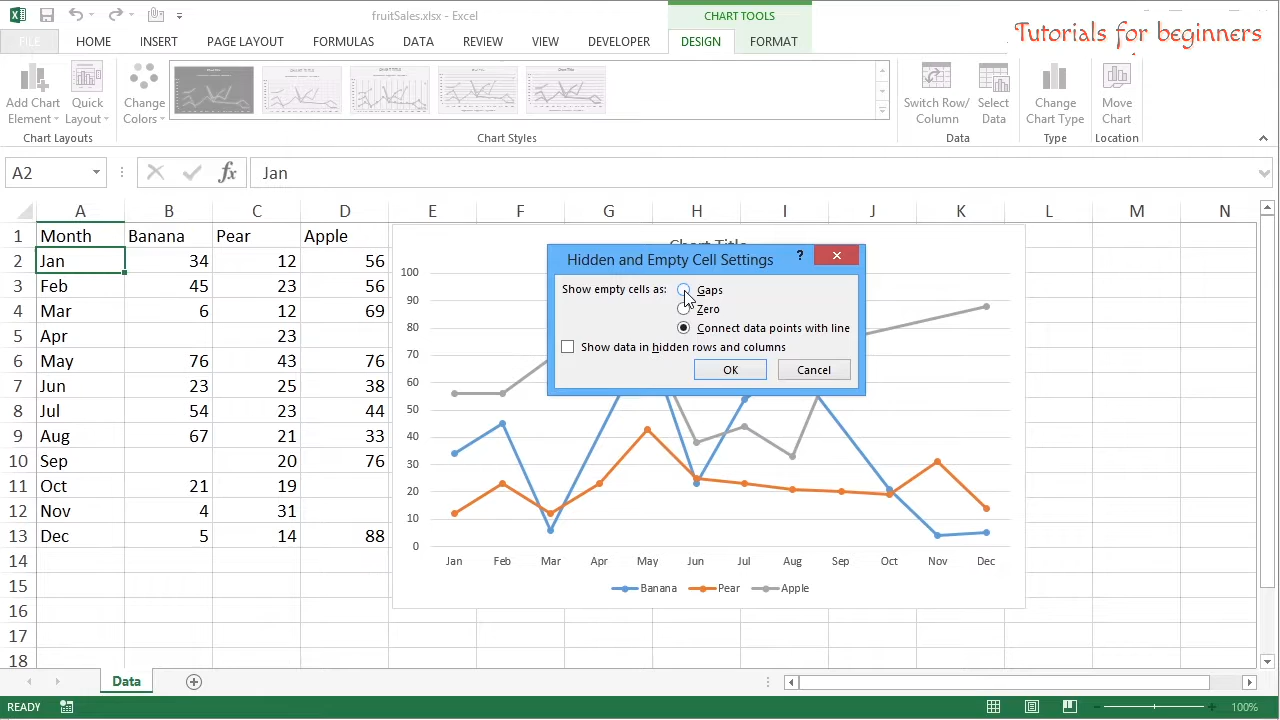 fruitSales.xlsx - Excel
CHART TOOLS
Tutorials for beginners
FILE HOME INSERT PAGE LAYOUT FORMULAS DATA REVIEW VIEW DEVELOPER DESIGN FORMAT
Add Chart Element
Quick Layout
Change Colors
Switch Row/ Column
Select Data
Change Chart Type
Move Chart
Chart Layouts
Chart Styles
Data
Type
Location
A2
fx
Jan
A B C D E F G H I J K L M N
1 Month Banana Pear Apple
2 Jan 34 12 56
3 Feb 45 23 56
4 Mar 6 12 69
5 Apr 23
6 May 76 43 76
7 Jun 23 25 38
8 Jul 54 23 44
9 Aug 67 21 33
10 Sep 20 76
11 Oct 21 19
12 Nov 4 31
13 Dec 5 14 88
14
15
16
17
18
Chart Title
100
90
80
70
60
50
40
30
20
10
0
Jan Feb Mar Apr May Jun Jul Aug Sep Oct Nov Dec
Banana Pear Apple
Hidden and Empty Cell Settings
?
Show empty cells as: Gaps
Zero
Connect data points with line
Show data in hidden rows and columns
OK Cancel
Data
READY
100%